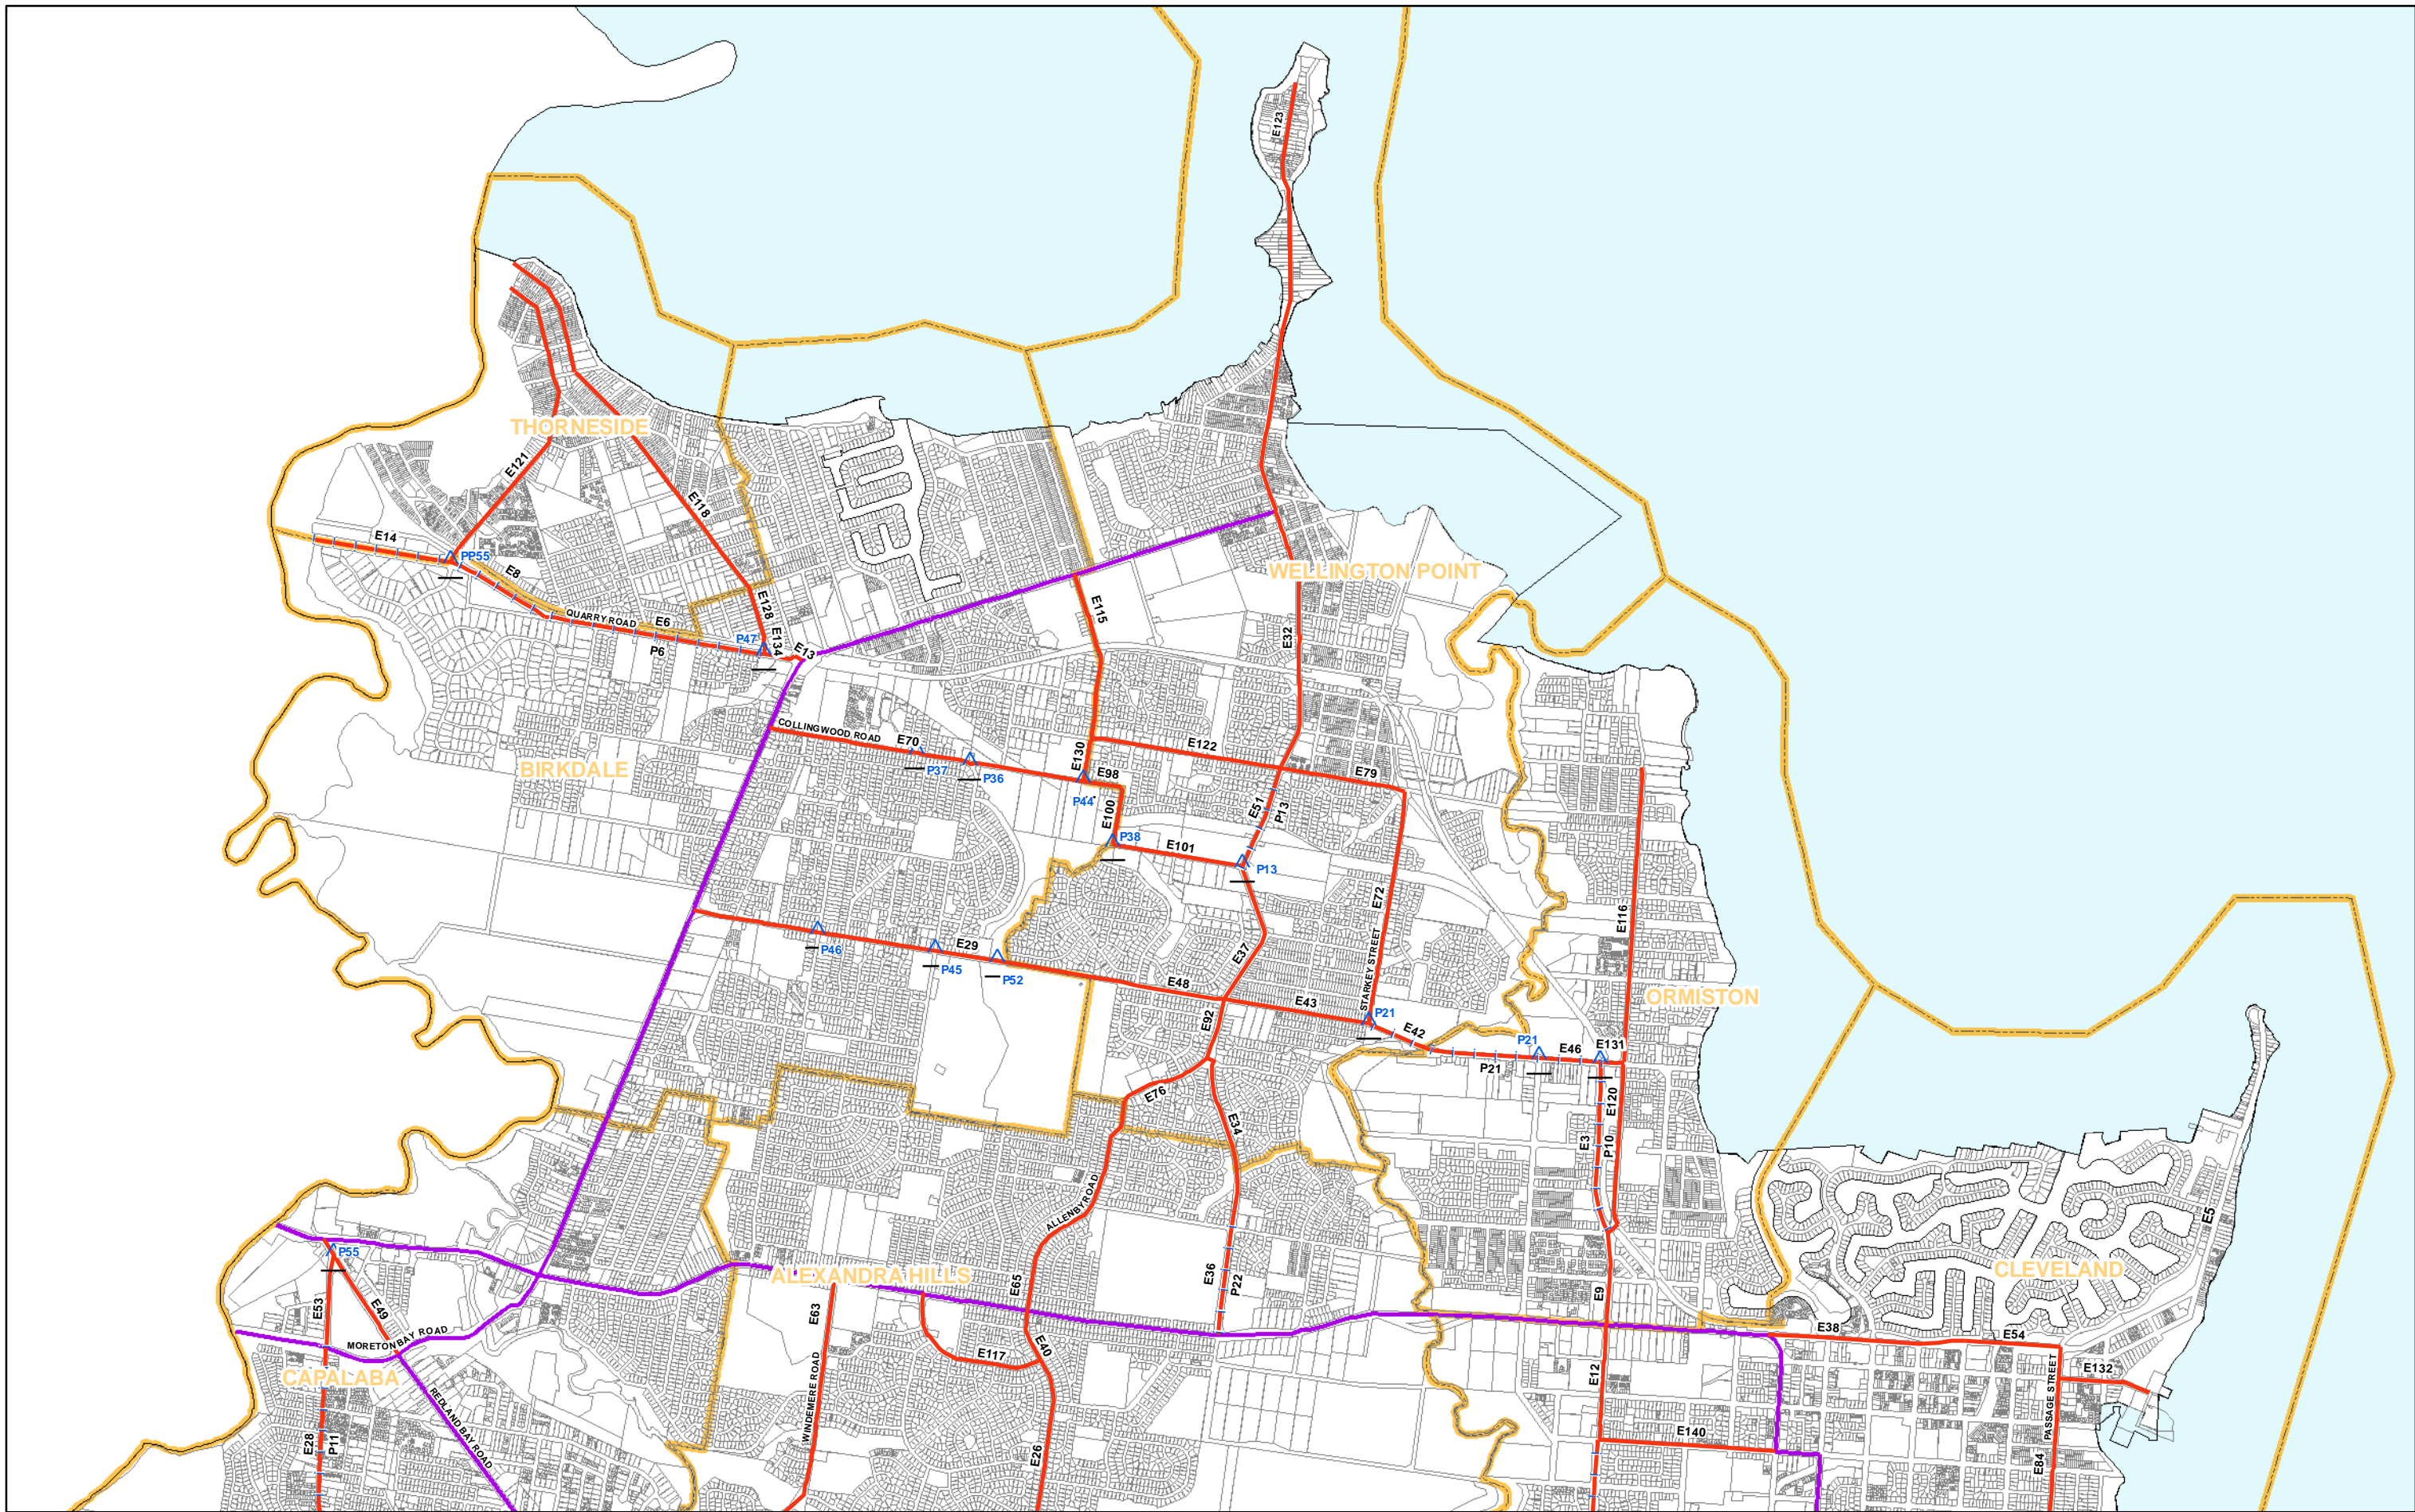 E123
THORNESIDE
E121
E118
E14
PP55
E8
WELLINGTON POINT
E115
E128
QUARRY ROAD
E6
P47
E134
E13
P6
E32
COLLINGWOOD ROAD
E70
E122
E130
P37
P36
E98
E79
BIRKDALE
P44
E51
P13
E100
P38
E101
P13
E72
E116
P46
E29
P45
P52
E37
E48
E43
STARKEY STREET
ORMISTON
P21
E92
E42
P21
E46
E131
P21
E76
E120
E34
E3
P10
ALLENBY ROAD
E5
P55
ALEXANDRA HILLS
CLEVELAND
E65
E36
P22
E53
E49
E63
E9
MORETON BAY ROAD
E38
E54
E40
E117
E132
CAPALABA
E12
REDLAND BAY ROAD
WINDEMERE ROAD
PASSAGE STREET
E140
E28
P11
E26
E84